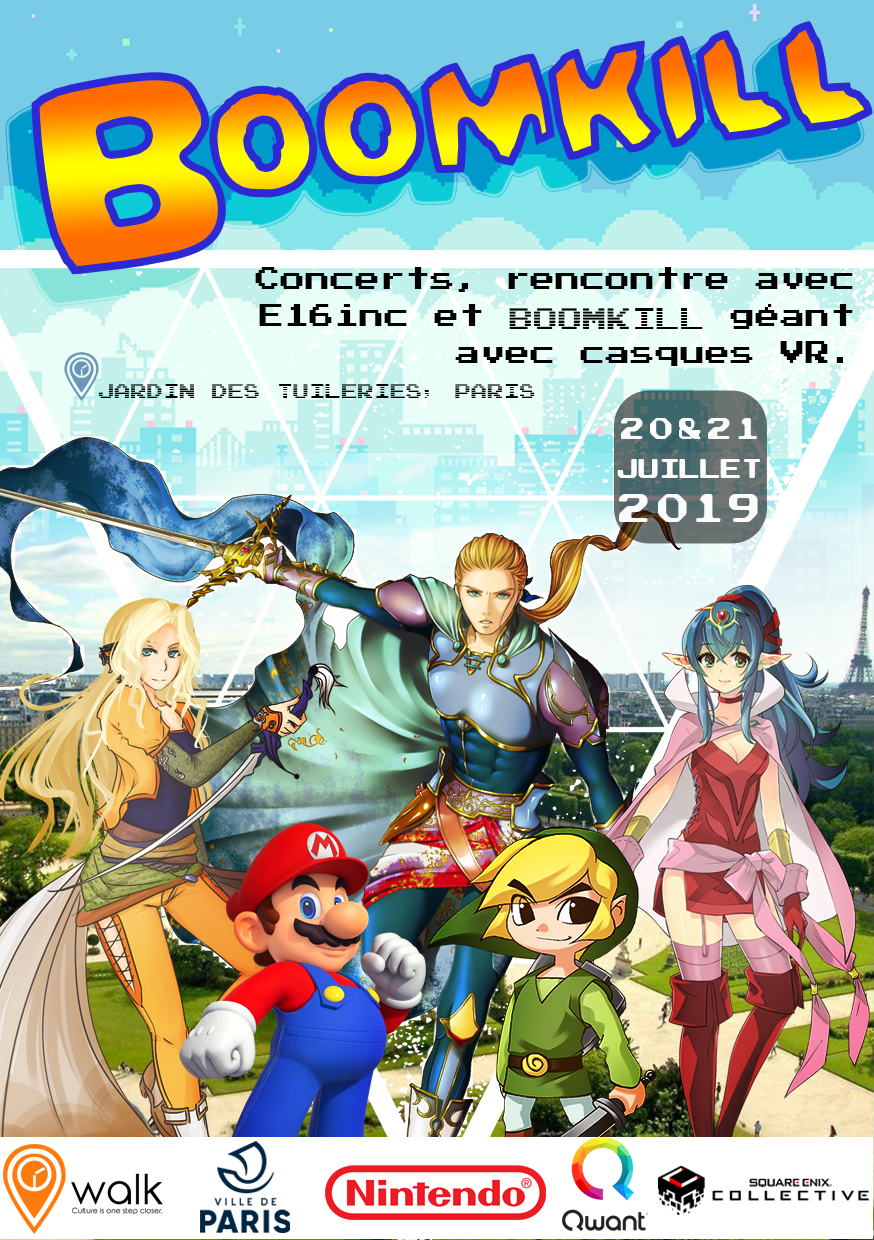 BOOMKILL
Concerts, rencontre avec
E16inc et BOOMKILL géant
avec casques VR.
JARDIN DES TUILERIES, PARIS
20&21
JUILLET
2019
M
walk
Culture is one step closer.
VILLE DE
PARIS
Nintendo®
Qwant
SQUARE ENIX.
COLLECTIVE